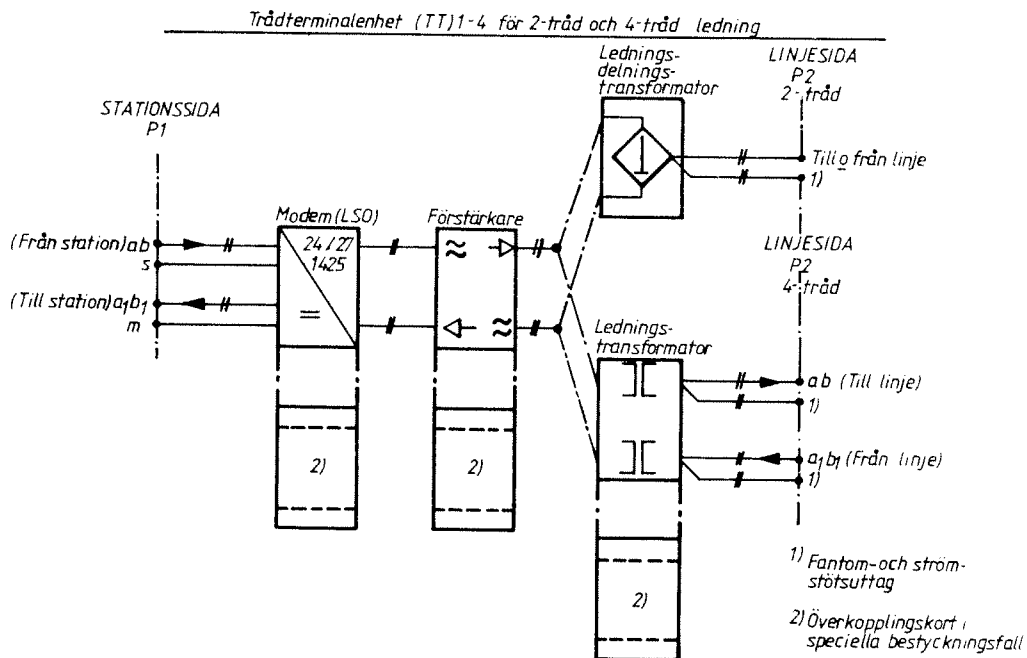 Trådterminalenhet (TT) 1-4 för 2-tråd och 4-tråd ledning
Lednings-
delnings-
transformator
LINJESIDA
P2
2-tråd
STATIONSSIDA
P1
Till o från linje
1)
Modem (LSO)
Förstärkare
(Från station) ab
s
(Till station) a1b1
m
24/27
1425
=
≈
≈
LINJESIDA
P2
4-tråd
Lednings-
transformator
ab (Till linje)
1)
a1b1 (Från linje)
1)
2)
2)
2)
1) Fantom- och ström-
stötsuttag
2) Överkopplingskort i
speciella bestyckningsfall